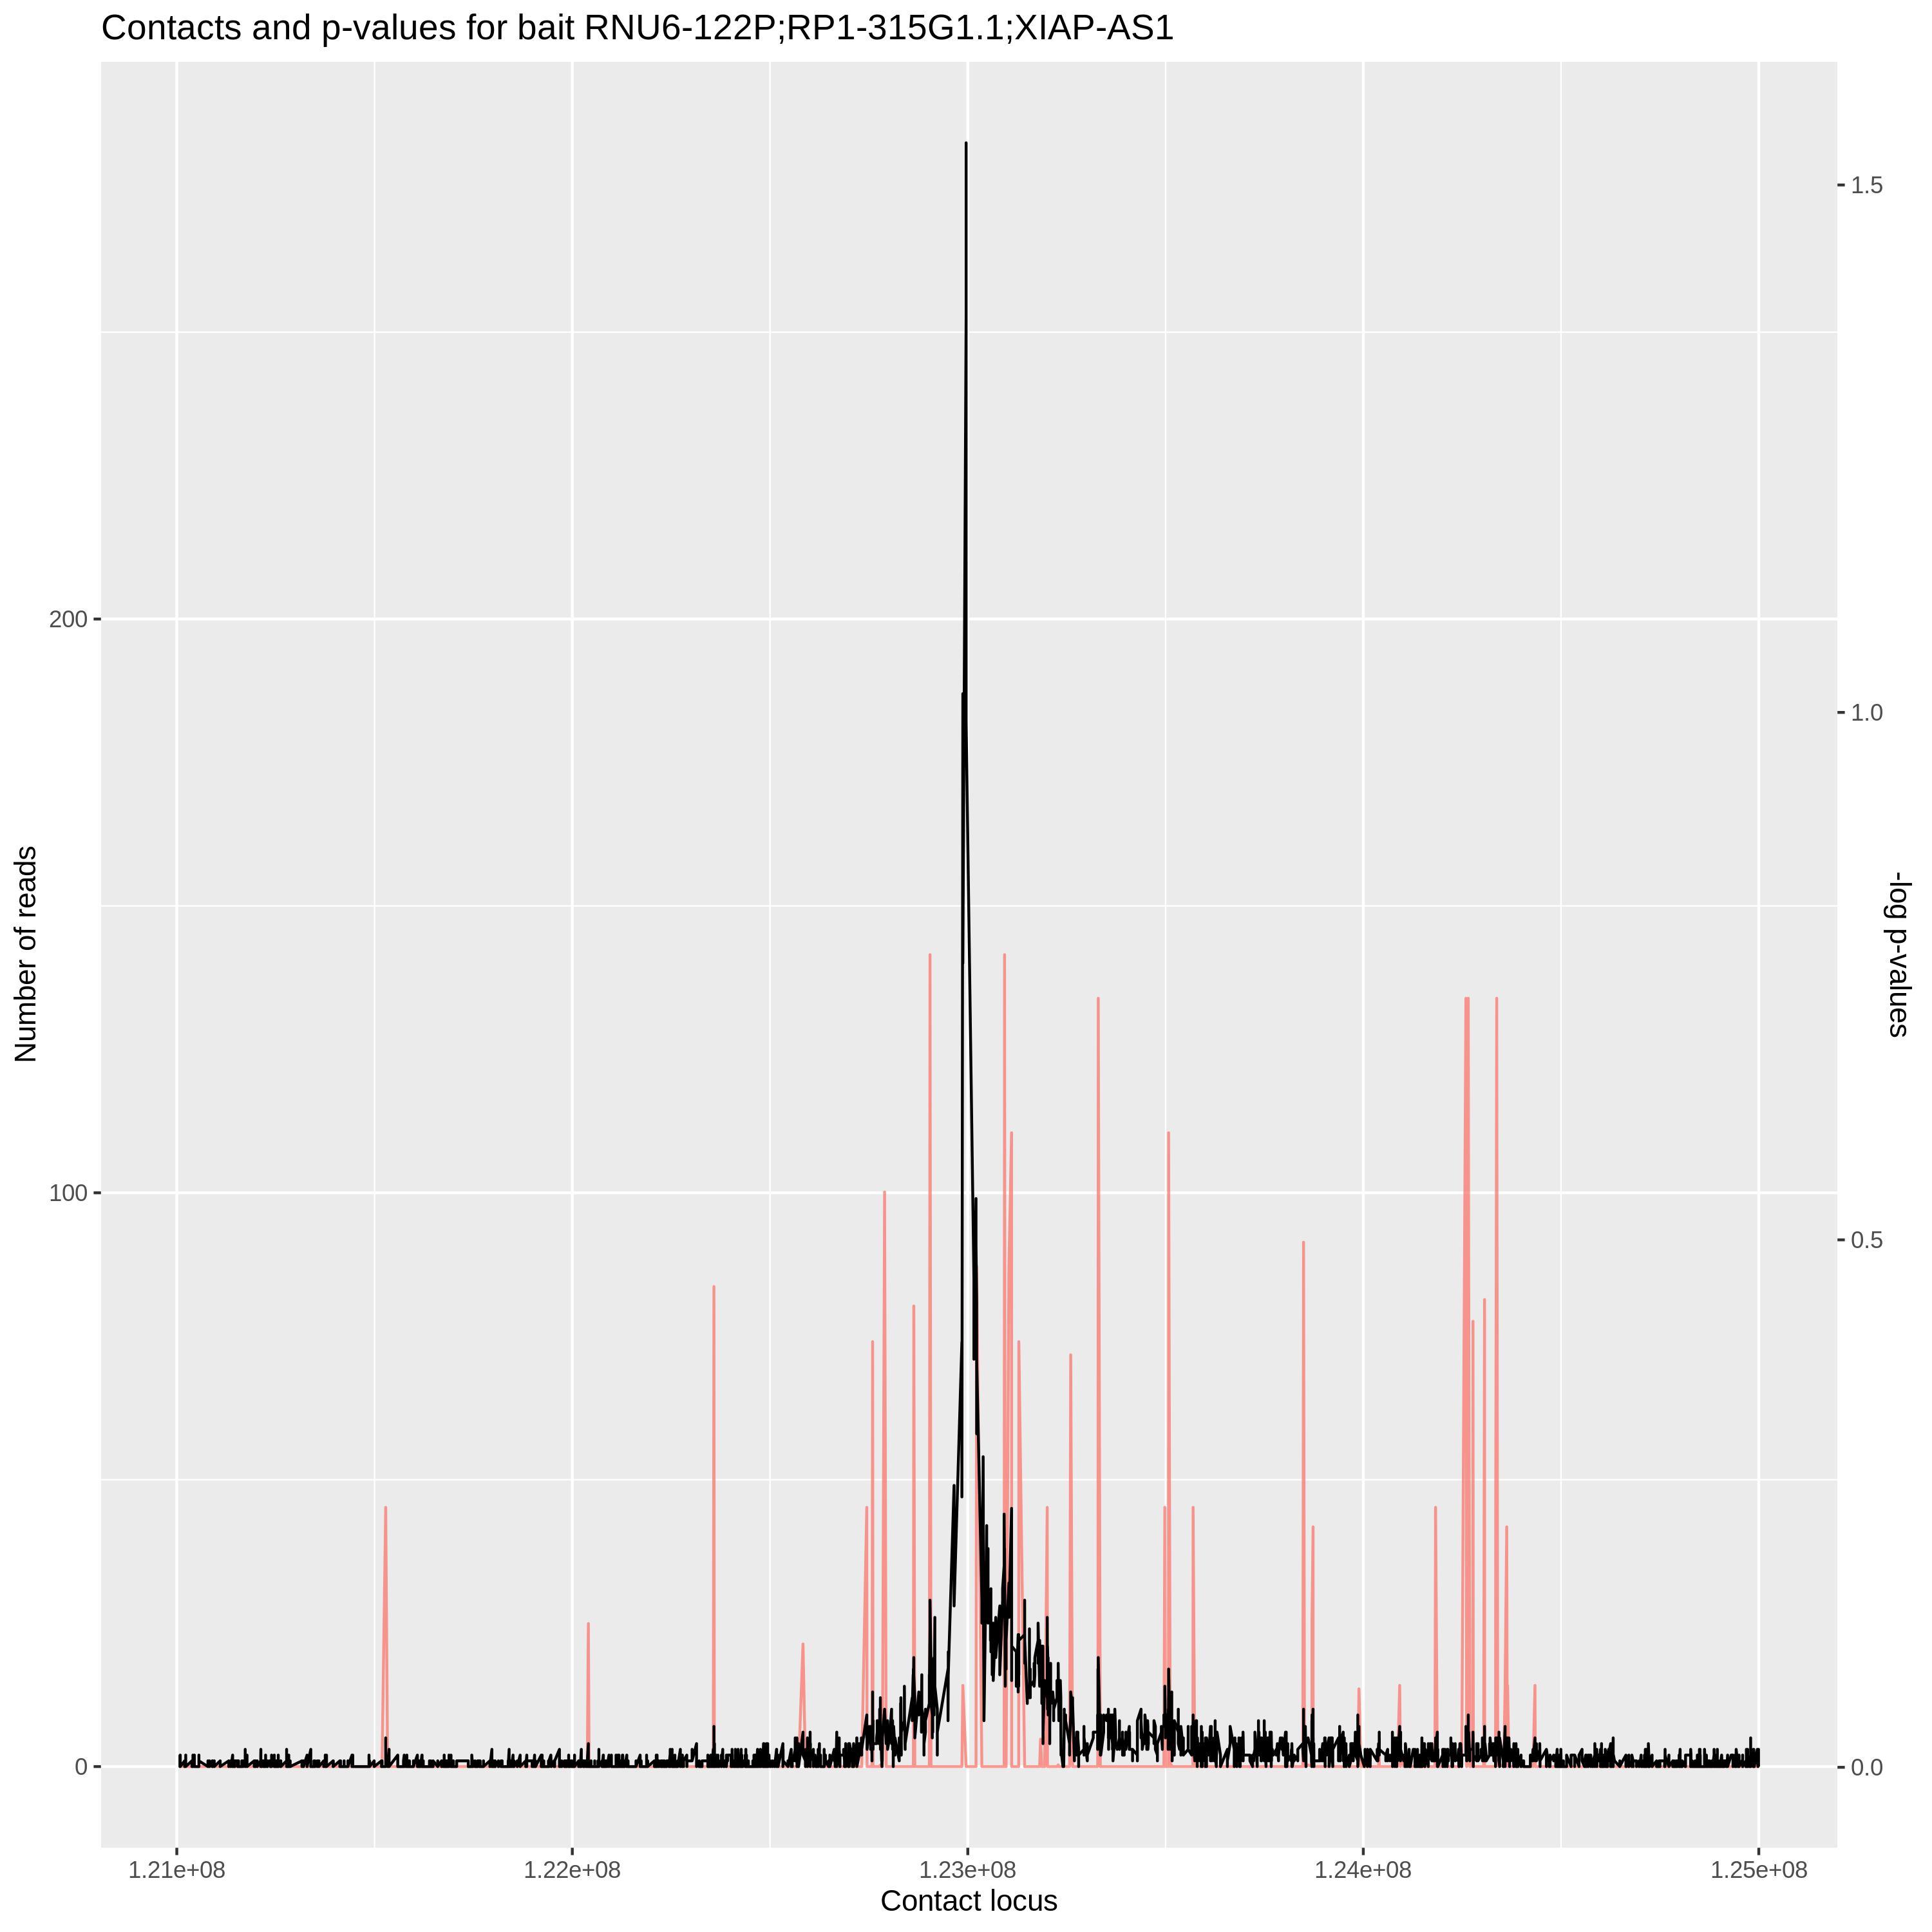 Contacts and p-values for bait RNU6-122P;RP1-315G1.1;XIAP-AS1
Number of reads
200
100
0
1.5
1.0
0.5
0.0
-log p-values
1.21e+08
1.22e+08
1.23e+08
1.24e+08
1.25e+08
Contact locus